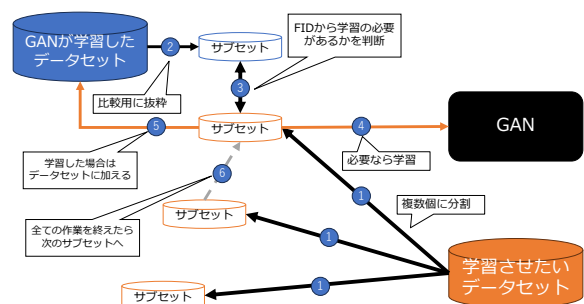 GANが学習した
データセット
2
サブセット
FIDから学習の必要
があるかを判断
比較用に抜粋
3
5
サブセット
4
GAN
学習した場合は
データセットに加える
6
必要なら学習
1
複数個に分割
全ての作業を終えたら
次のサブセットへ
サブセット
1
学習させたい
データセット
1
サブセット